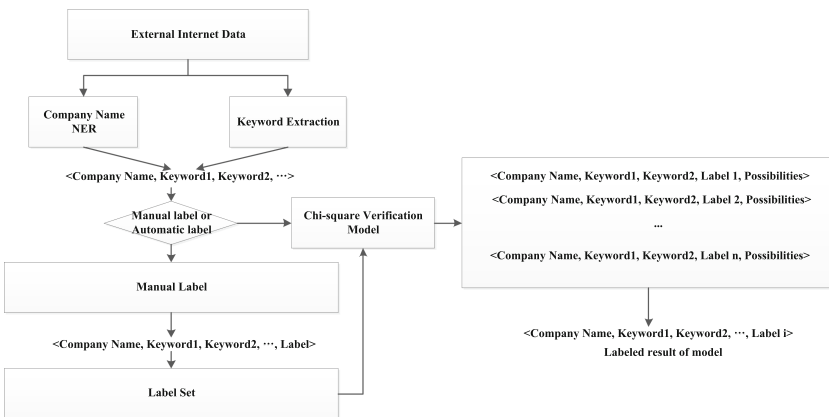 External Internet Data
Company Name
NER
Keyword Extraction
<Company Name, Keyword1, Keyword2, ···>
Manual label or
Automatic label
Chi-square Verification
Model
Manual Label
<Company Name, Keyword1, Keyword2, ···, Label>
Label Set
<Company Name, Keyword1, Keyword2, Label 1, Possibilities>
<Company Name, Keyword1, Keyword2, Label 2, Possibilities>
...
<Company Name, Keyword1, Keyword2, Label n, Possibilities>
<Company Name, Keyword1, Keyword2, ···, Label i>
Labeled result of model